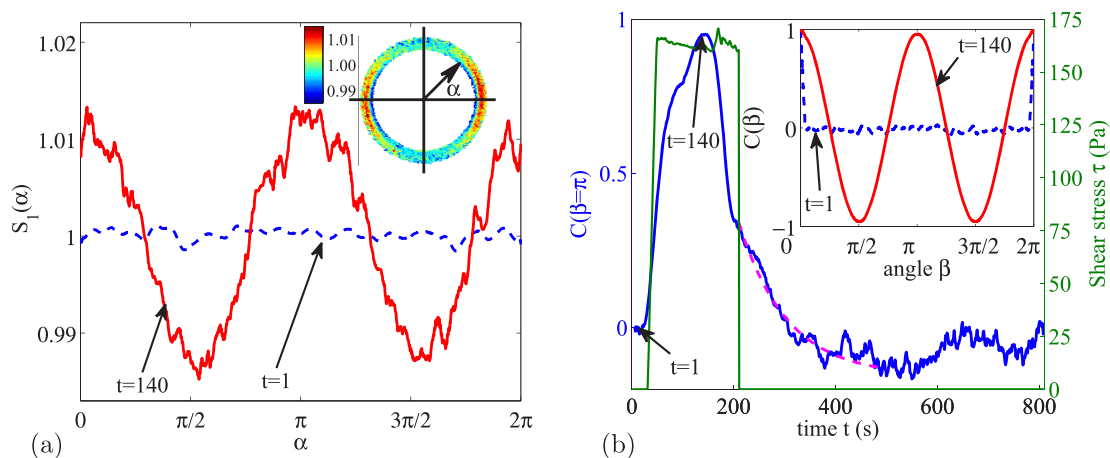 1.02
1.01
1
0.99
S₁(α)
1.01
1.00
0.99
α
t=140
t=1
0
π/2
π
3π/2
2π
α
(a)
1
0.5
0
C(β=π)
t=140
t=1
0
200
400
600
800
time t (s)
(b)
175
150
125
100
75
50
25
0
Shear stress τ (Pa)
1
0
−1
C(β)
t=140
t=1
0
π/2
π
3π/2
2π
angle β